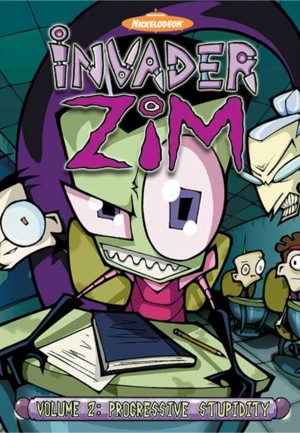 NICKELODEON
INVADER
ZIM
VOLUME 2: PROGRESSIVE STUPIDITY